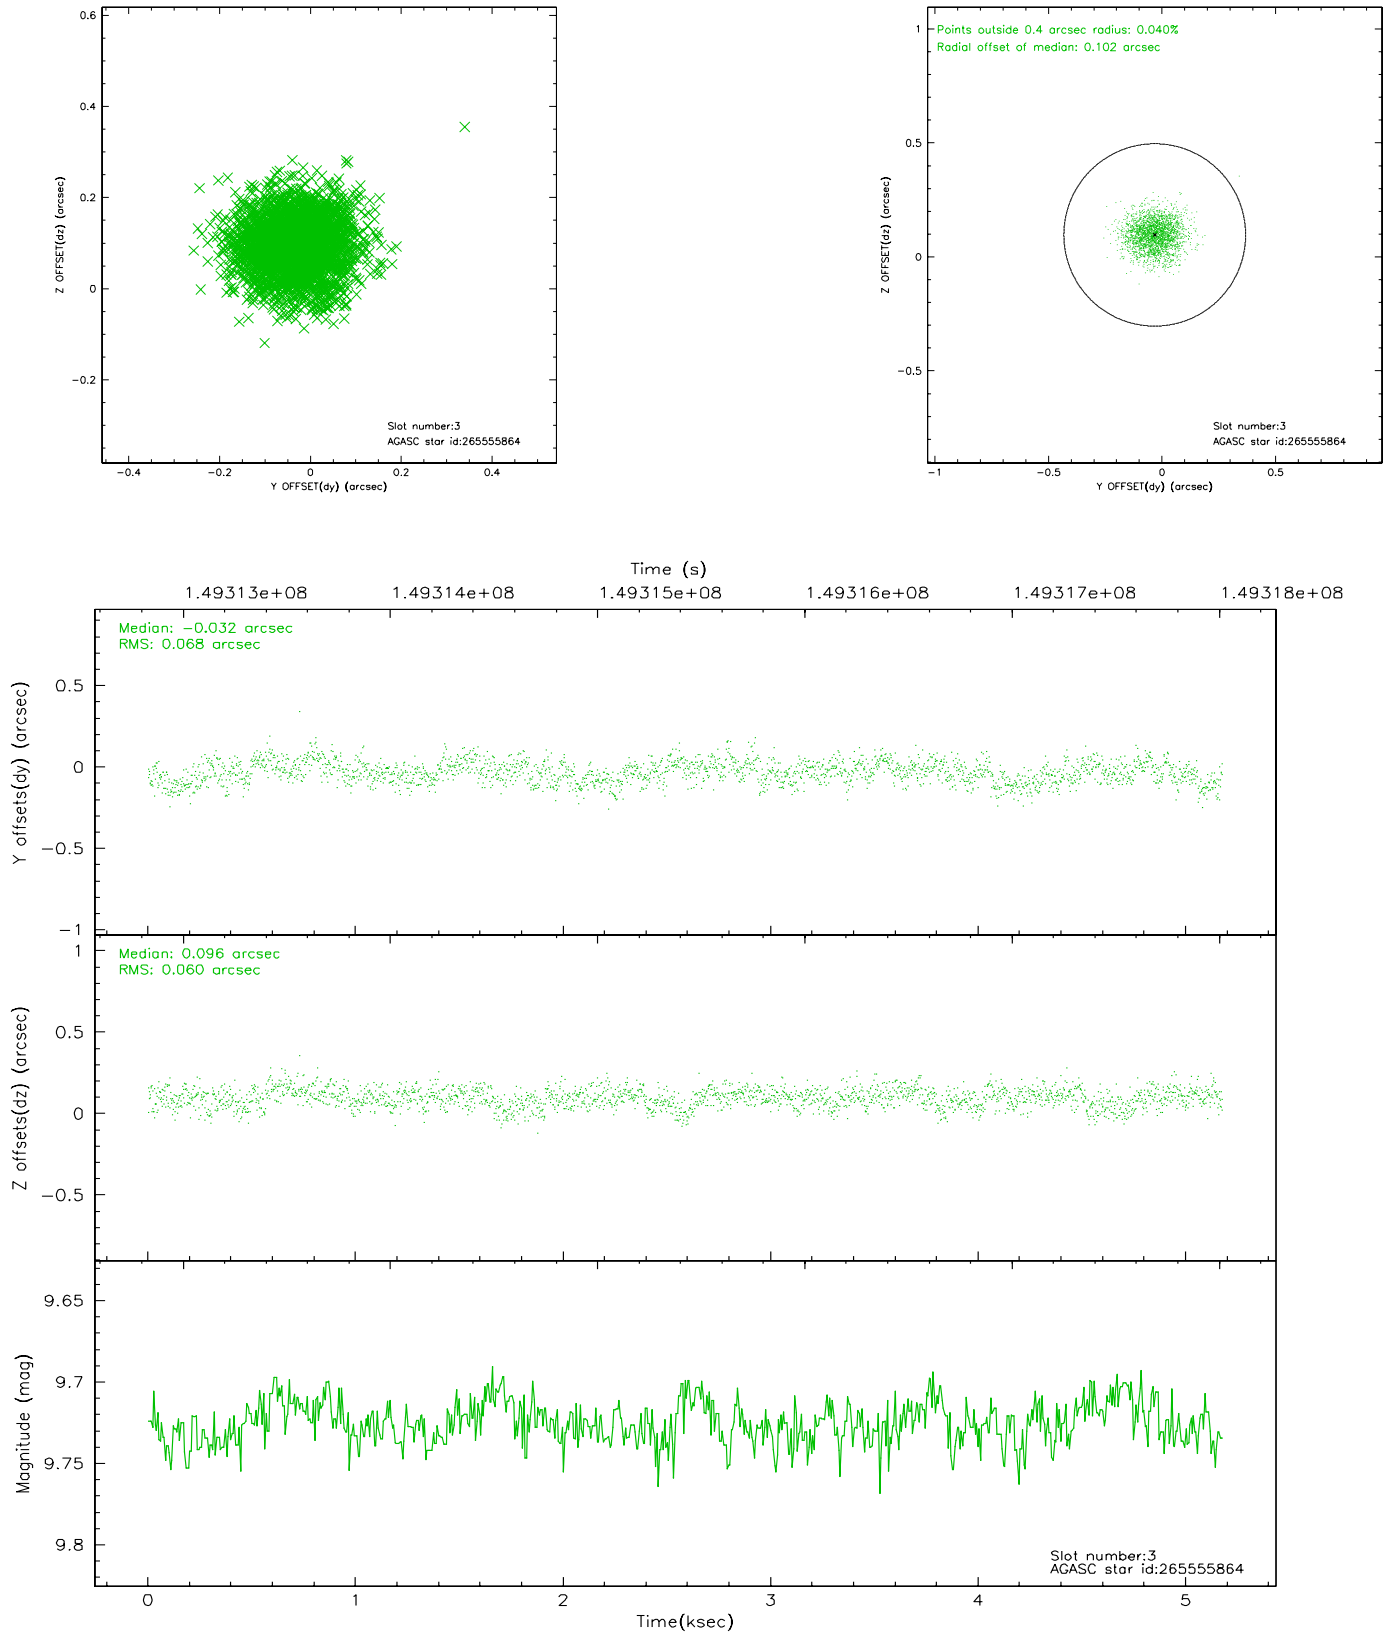 0.6
0.4
0.2
0
−0.2
−0.4
−0.2
0
0.2
0.4
Z OFFSET(dz) (arcsec)
Y OFFSET(dy) (arcsec)
Slot number:3
AGASC star id:265555864
Points outside 0.4 arcsec radius: 0.040%
Radial offset of median: 0.102 arcsec
1
0.5
0
−0.5
−1
−0.5
0
0.5
Z OFFSET(dz) (arcsec)
Y OFFSET(dy) (arcsec)
Slot number:3
AGASC star id:265555864
Time (s)
1.49313e+08 1.49314e+08 1.49315e+08 1.49316e+08 1.49317e+08 1.49318e+08
Median: −0.032 arcsec
RMS: 0.068 arcsec
0.5
0
−0.5
−1
Y offsets(dy) (arcsec)
Median: 0.096 arcsec
RMS: 0.060 arcsec
1
0.5
0
−0.5
Z offsets(dz) (arcsec)
9.65
9.7
9.75
9.8
Magnitude (mag)
Slot number:3
AGASC star id:265555864
0 1 2 3 4 5
Time(ksec)